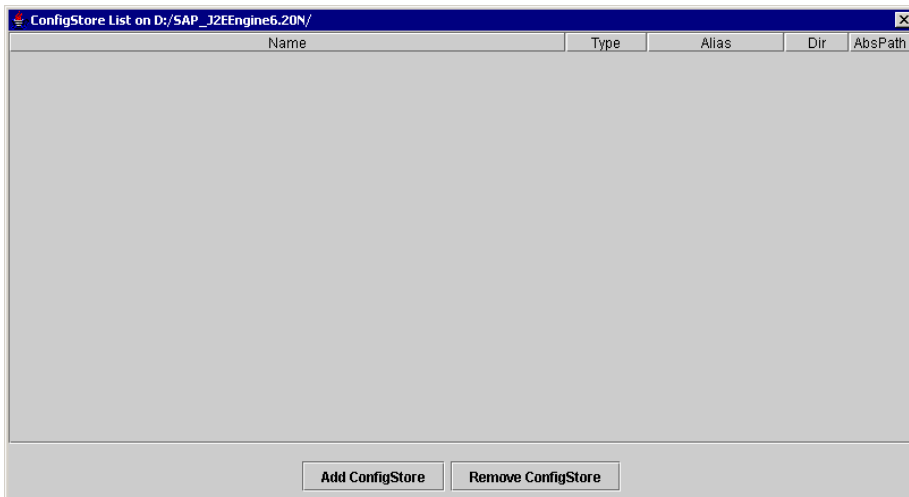 ConfigStore List on D:/SAP_J2EEngine6.20N/
Name Type Alias Dir AbsPath
Add ConfigStore Remove ConfigStore